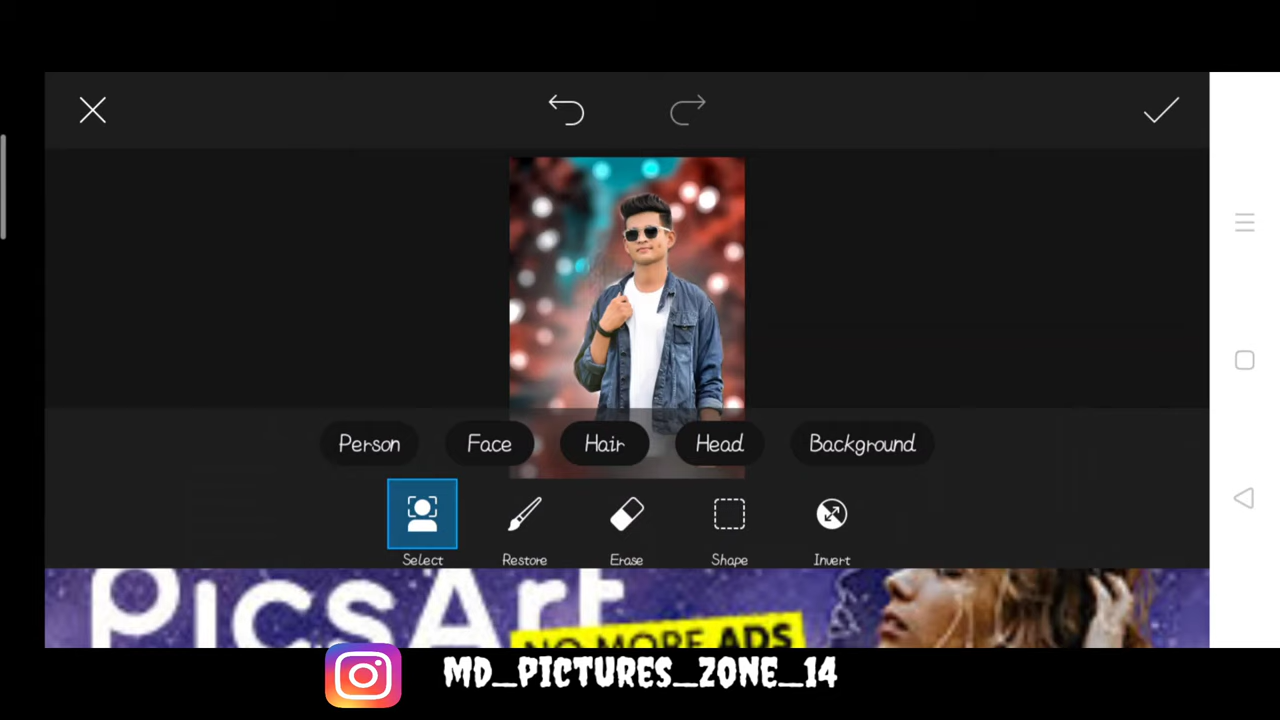 Person Face Hair Head Background
Select Restore Erase Shape Invert
PicsArt
NO MORE ADS
MD_PICTURES_ZONE_14